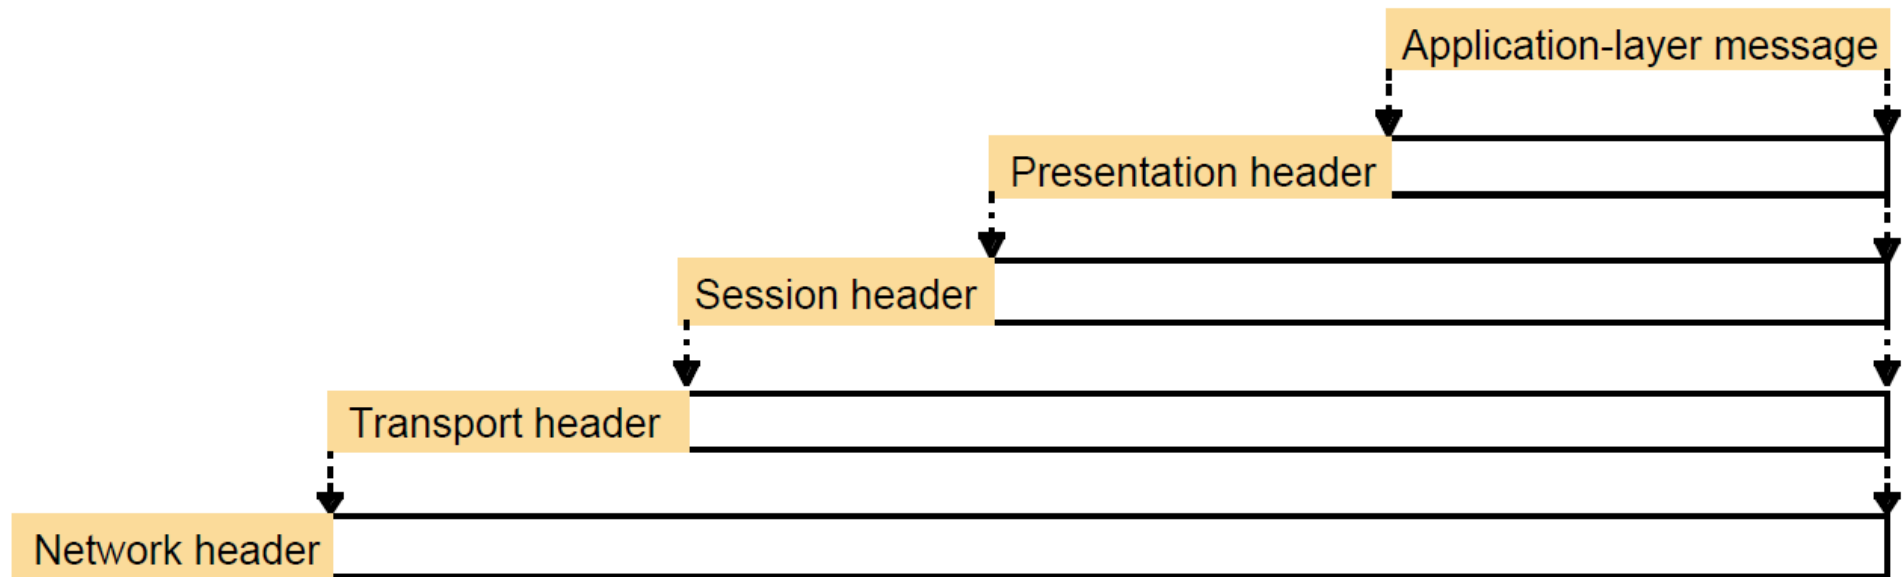 Application-layer message
Presentation header
Session header
Transport header
Network header